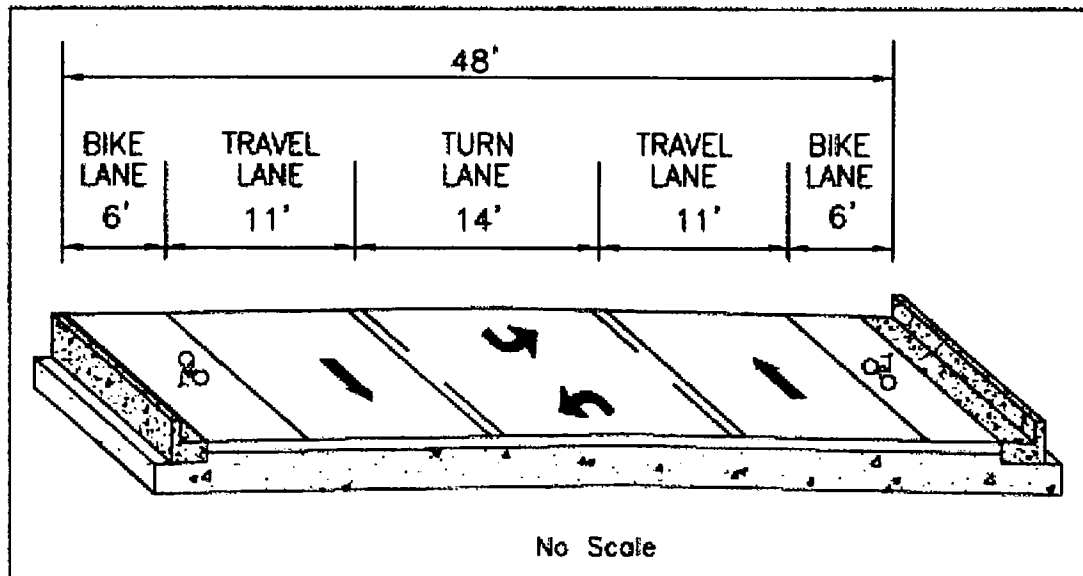 48'
BIKE LANE
TRAVEL LANE
TURN LANE
TRAVEL LANE
BIKE LANE
6'
11'
14'
11'
6'
No Scale